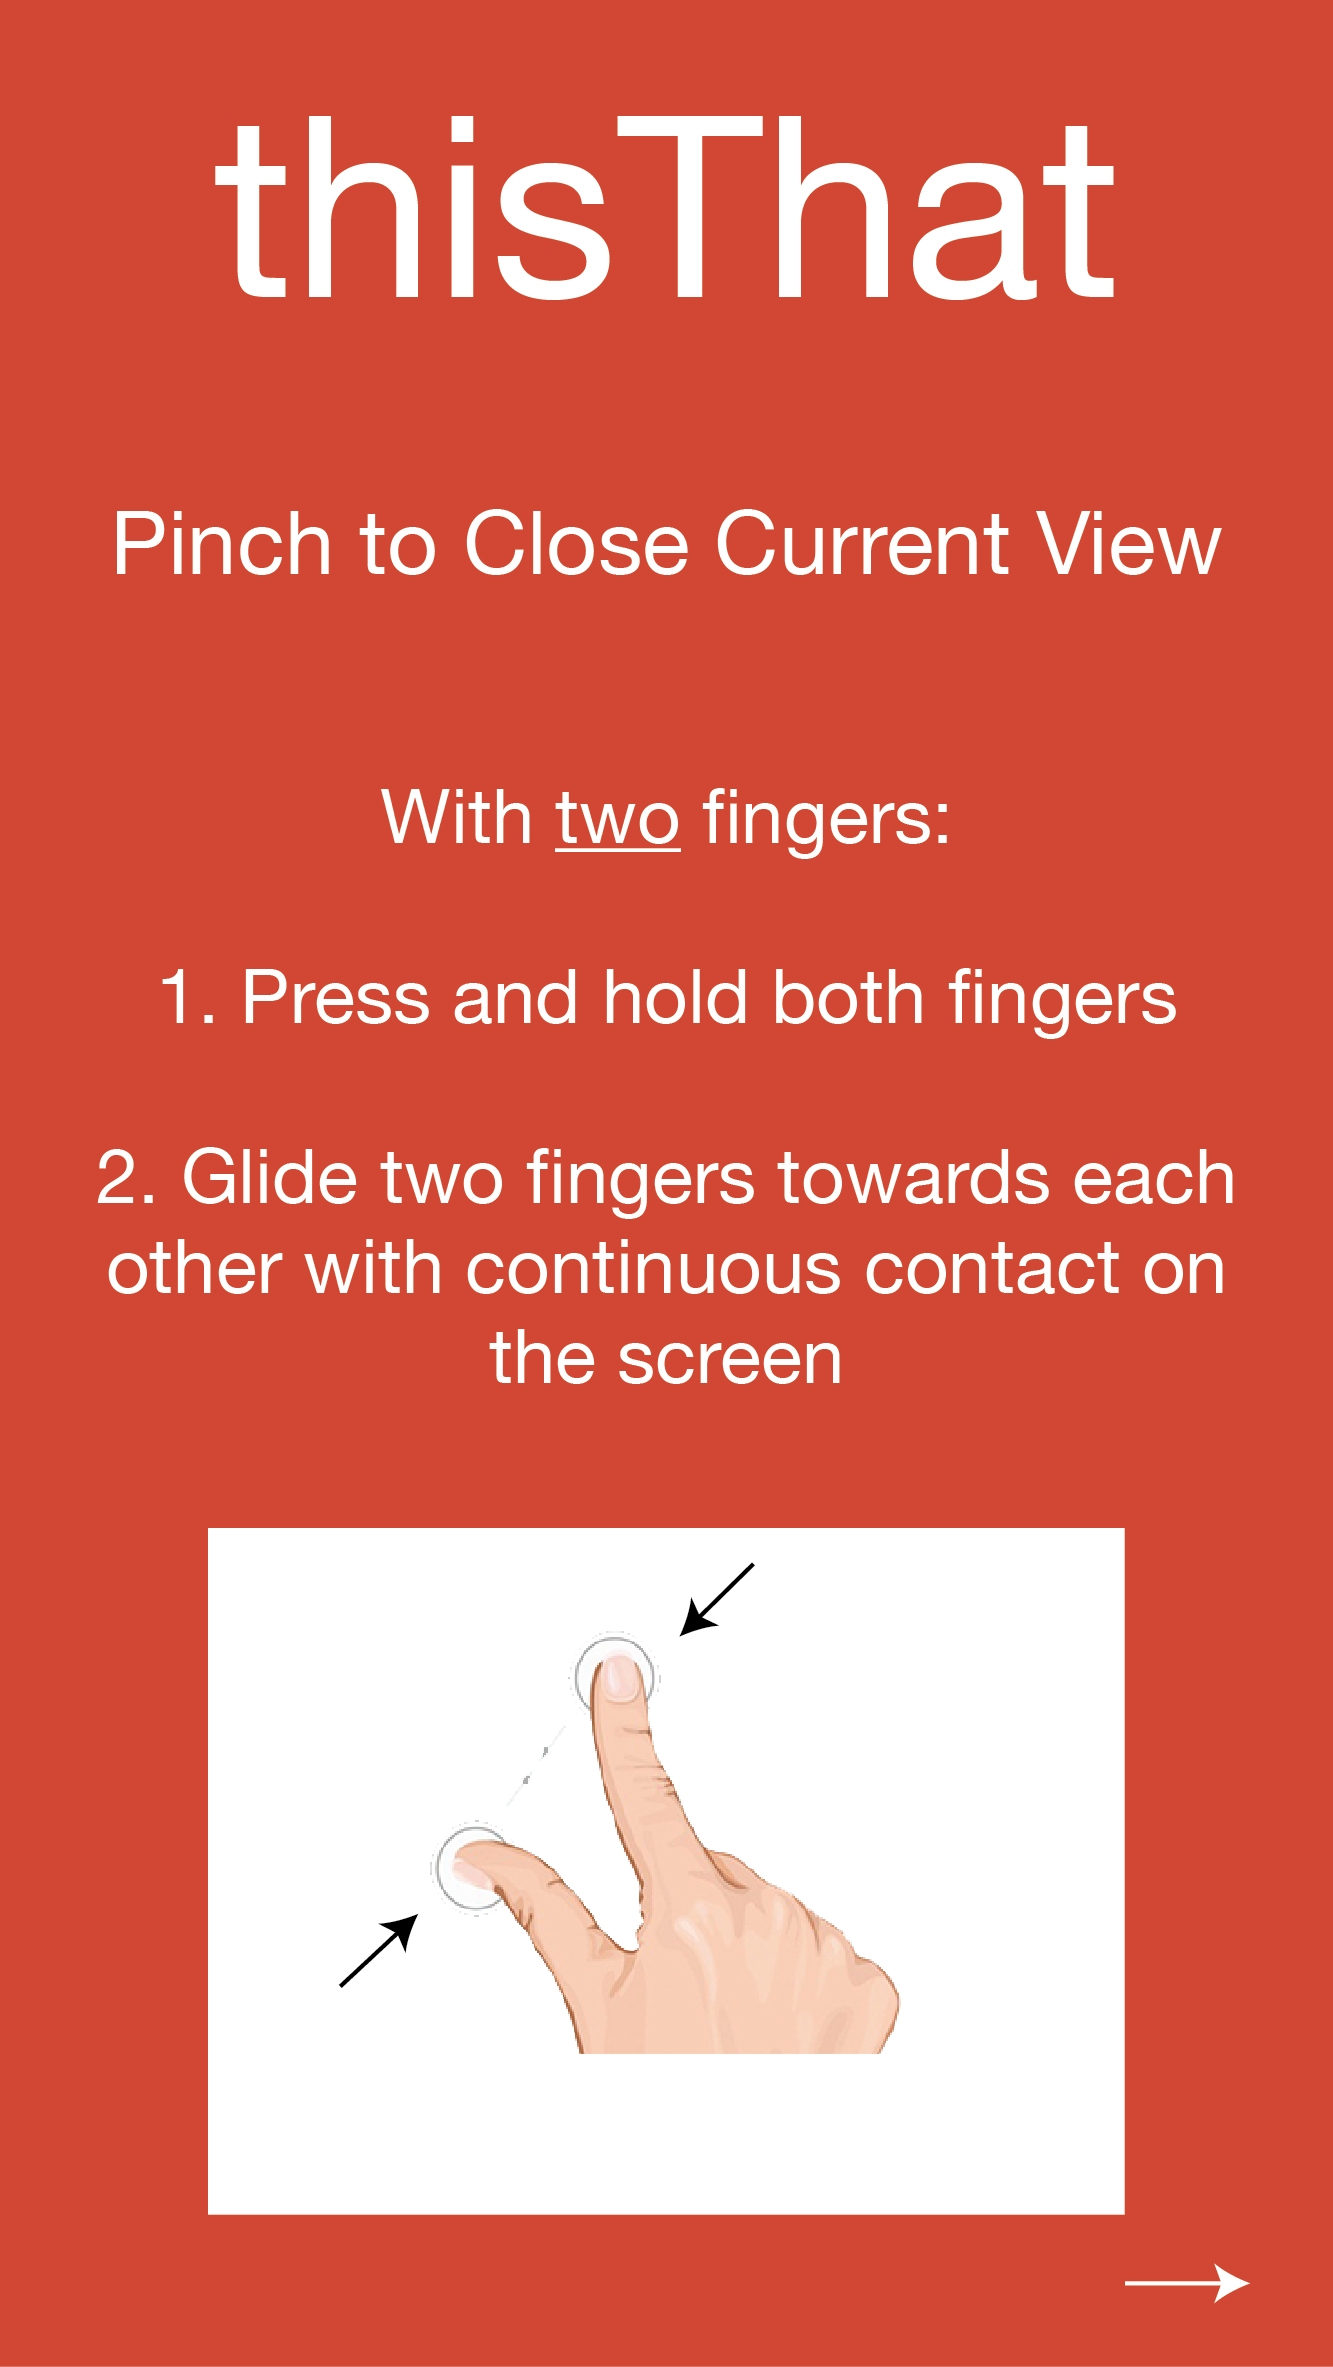 thisThat
Pinch to Close Current View
With two fingers:
1. Press and hold both fingers
2. Glide two fingers towards each
other with continuous contact on
the screen